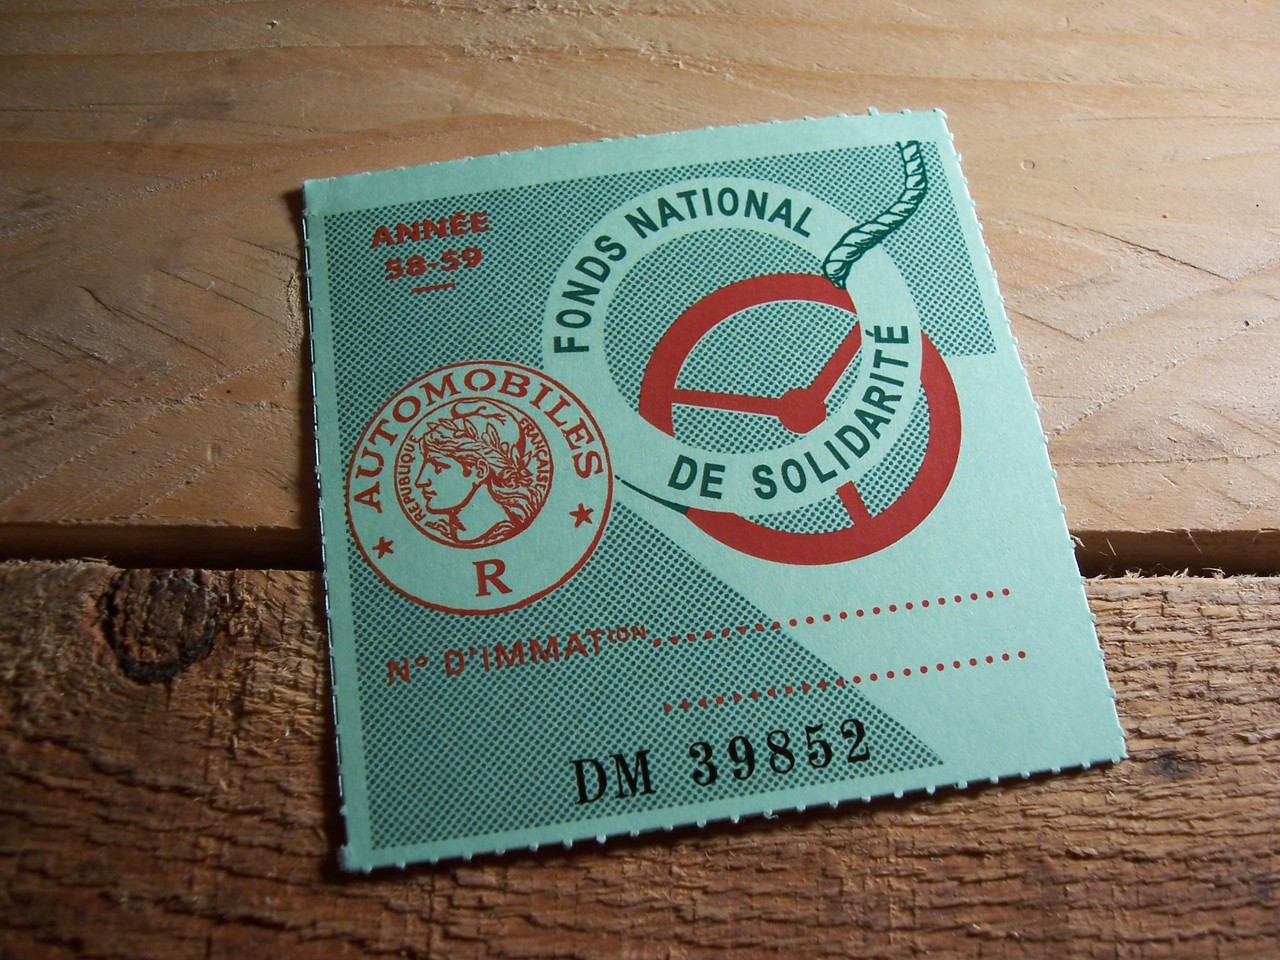 ANNÉE
58-59
FONDS NATIONAL
DE SOLIDARITÉ
AUTOMOBILES
RÉPUBLIQUE FRANÇAISE
R
N° D'IMMATION
DM 39852